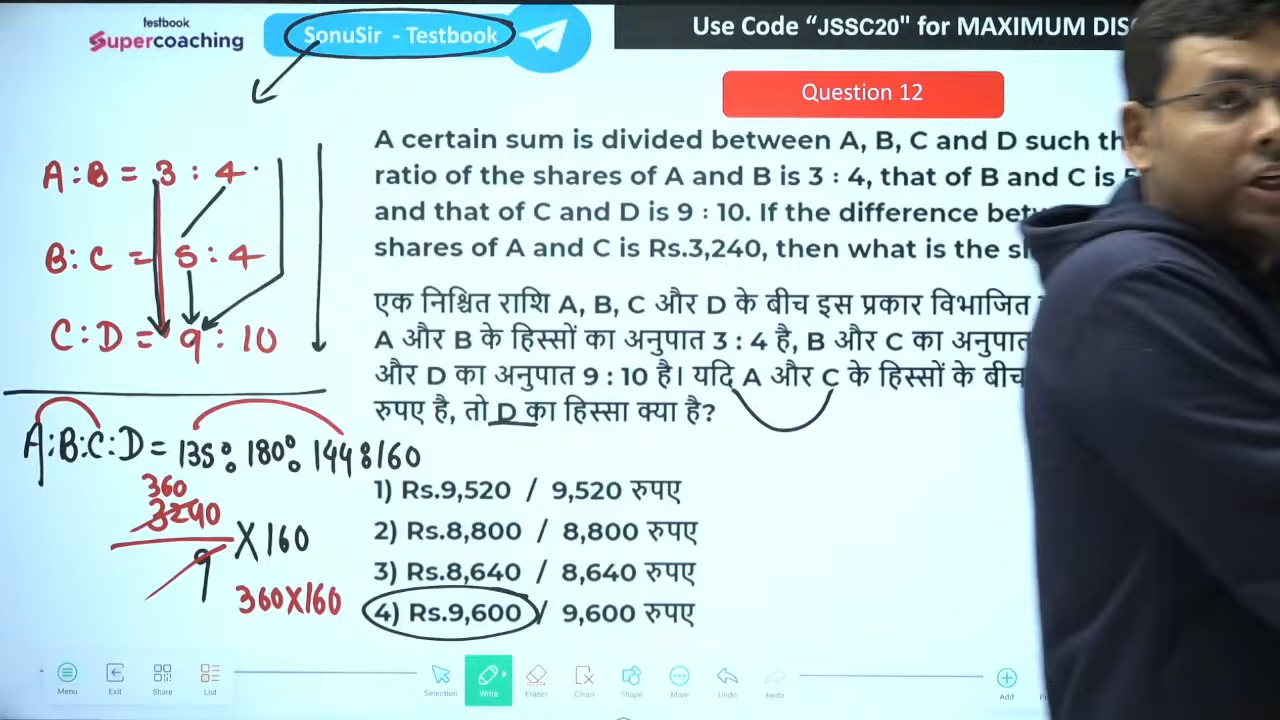 testbook
Supercoaching
SonuSir - Testbook
Use Code “JSSC20" for MAXIMUM DIS
Question 12
A certain sum is divided between A, B, C and D such th
ratio of the shares of A and B is 3 : 4, that of B and C is 5
and that of C and D is 9 : 10. If the difference betw
shares of A and C is Rs.3,240, then what is the sh
एक निश्चित राशि A, B, C और D के बीच इस प्रकार विभाजित
A और B के हिस्सों का अनुपात 3 : 4 है, B और C का अनुपात
और D का अनुपात 9 : 10 है। यदि A और C के हिस्सों के बीच
रुपए है, तो D का हिस्सा क्या है?
1) Rs.9,520 / 9,520 रुपए
2) Rs.8,800 / 8,800 रुपए
3) Rs.8,640 / 8,640 रुपए
4) Rs.9,600 / 9,600 रुपए
A:B = 3 : 4
B:C = 5 : 4
C:D = 9 : 10
A:B:C:D = 135 : 180 : 144 : 160
360
3240
9
X 160
360X160
Menu
Exit
Share
List
Selection
Write
Eraser
Clean
Shape
More
Undo
Redo
Add